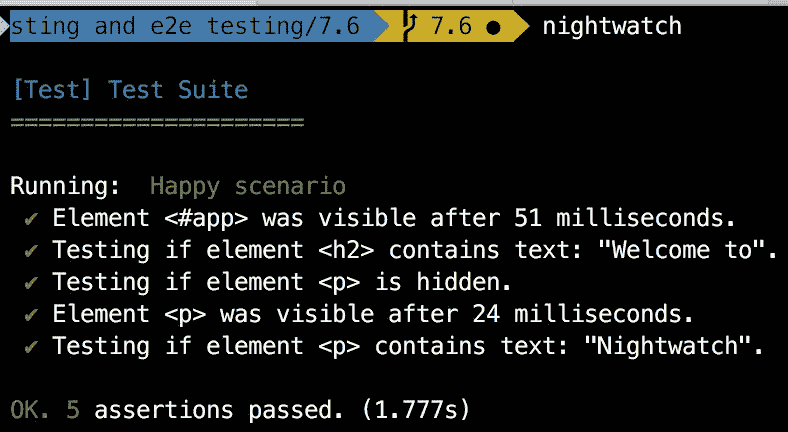 sting and e2e testing/7.6 7.6 ● nightwatch
[Test] Test Suite
=====================
Running: Happy scenario
✔ Element <#app> was visible after 51 milliseconds.
✔ Testing if element <h2> contains text: "Welcome to".
✔ Testing if element <p> is hidden.
✔ Element <p> was visible after 24 milliseconds.
✔ Testing if element <p> contains text: "Nightwatch".
OK. 5 assertions passed. (1.777s)